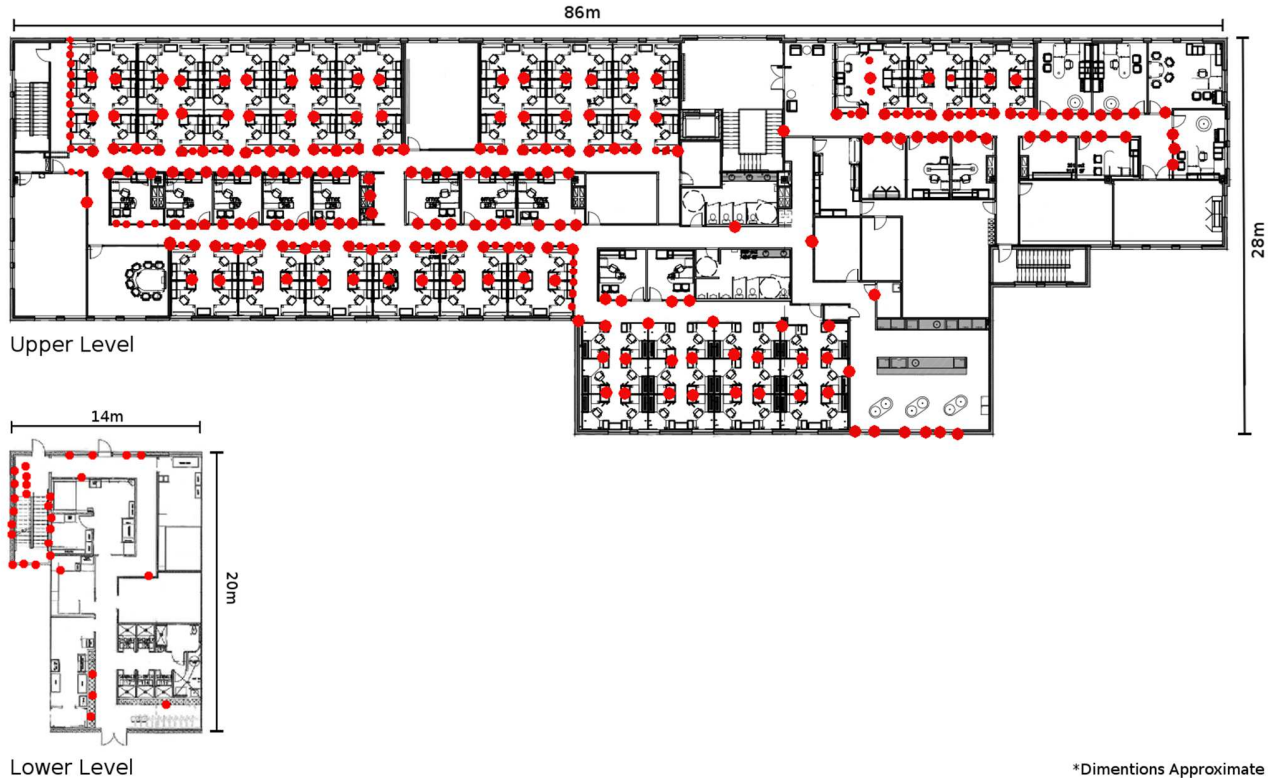 86m
28m
Upper Level
14m
20m
Lower Level
*Dimentions Approximate